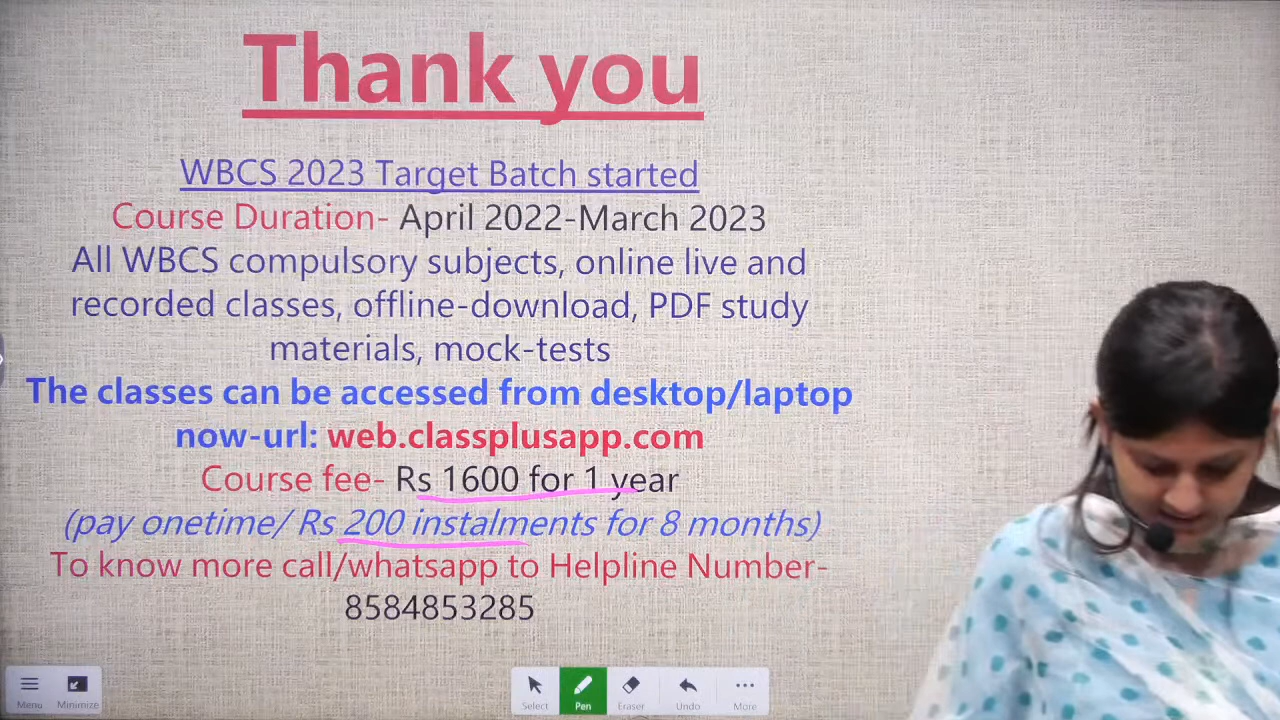 Thank you
WBCS 2023 Target Batch started
Course Duration- April 2022-March 2023
All WBCS compulsory subjects, online live and
recorded classes, offline-download, PDF study
materials, mock-tests
The classes can be accessed from desktop/laptop
now-url: web.classplusapp.com
Course fee- Rs 1600 for 1 year
(pay onetime/ Rs 200 instalments for 8 months)
To know more call/whatsapp to Helpline Number-
8584853285
Menu Minimize Select Pen Eraser Undo More